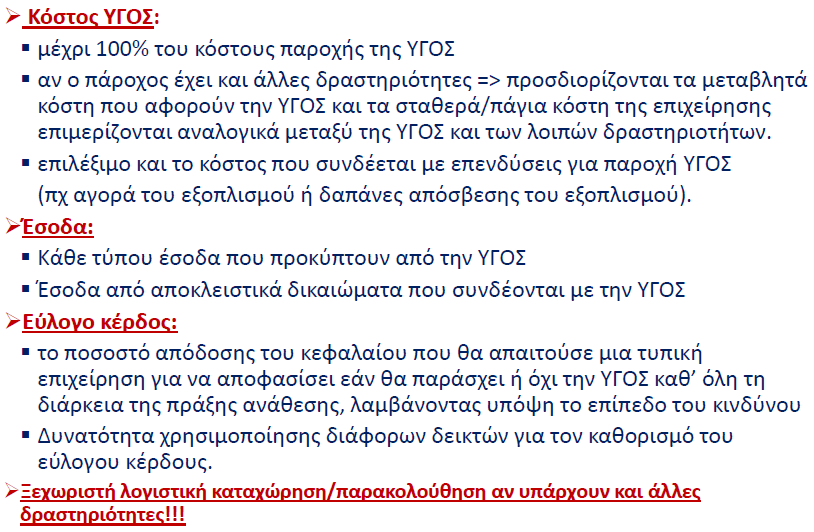 ➢ Κόστος ΥΓΟΣ:
▪ μέχρι 100% του κόστους παροχής της ΥΓΟΣ
▪ αν ο πάροχος έχει και άλλες δραστηριότητες => προσδιορίζονται τα μεταβλητά
κόστη που αφορούν την ΥΓΟΣ και τα σταθερά/πάγια κόστη της επιχείρησης
επιμερίζονται αναλογικά μεταξύ της ΥΓΟΣ και των λοιπών δραστηριοτήτων.
▪ επιλέξιμο και το κόστος που συνδέεται με επενδύσεις για παροχή ΥΓΟΣ
(πχ αγορά του εξοπλισμού ή δαπάνες απόσβεσης του εξοπλισμού).
➢Έσοδα:
▪ Κάθε τύπου έσοδα που προκύπτουν από την ΥΓΟΣ
▪ Έσοδα από αποκλειστικά δικαιώματα που συνδέονται με την ΥΓΟΣ
➢Εύλογο κέρδος:
▪ το ποσοστό απόδοσης του κεφαλαίου που θα απαιτούσε μια τυπική
επιχείρηση για να αποφασίσει εάν θα παράσχει ή όχι την ΥΓΟΣ καθ’ όλη τη
διάρκεια της πράξης ανάθεσης, λαμβάνοντας υπόψη το επίπεδο του κινδύνου
▪ Δυνατότητα χρησιμοποίησης διάφορων δεικτών για τον καθορισμό του
εύλογου κέρδους.
➢Ξεχωριστή λογιστική καταχώρηση/παρακολούθηση αν υπάρχουν και άλλες
δραστηριότητες!!!